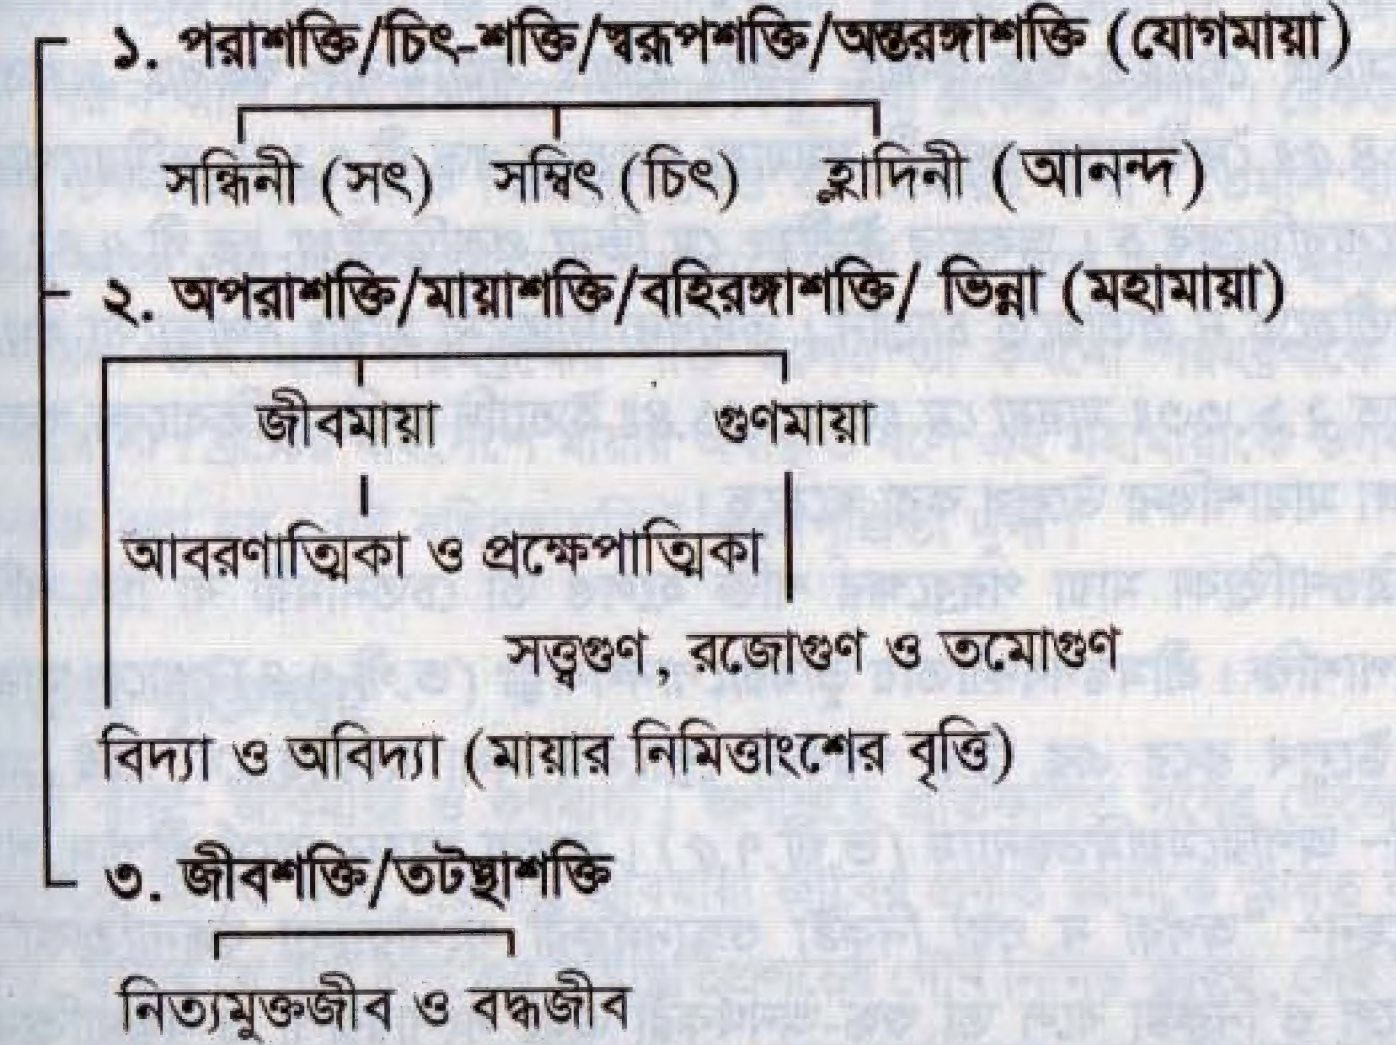 ১. পরাশক্তি/চিৎ-শক্তি/স্বরূপশক্তি/অন্তরঙ্গাশক্তি (যোগমায়া)
সন্ধিনী (সৎ) সম্বিৎ (চিৎ) হ্লাদিনী (আনন্দ)
২. অপরাশক্তি/মায়াশক্তি/বহিরঙ্গাশক্তি/ ভিন্না (মহামায়া)
জীবমায়া গুণমায়া
আবরণাত্মিকা ও প্রক্ষেপাত্মিকা
সত্ত্বগুণ, রজোগুণ ও তমোগুণ
বিদ্যা ও অবিদ্যা (মায়ার নিমিত্তাংশের বৃত্তি)
৩. জীবশক্তি/তটস্থাশক্তি
নিত্যমুক্তজীব ও বদ্ধজীব